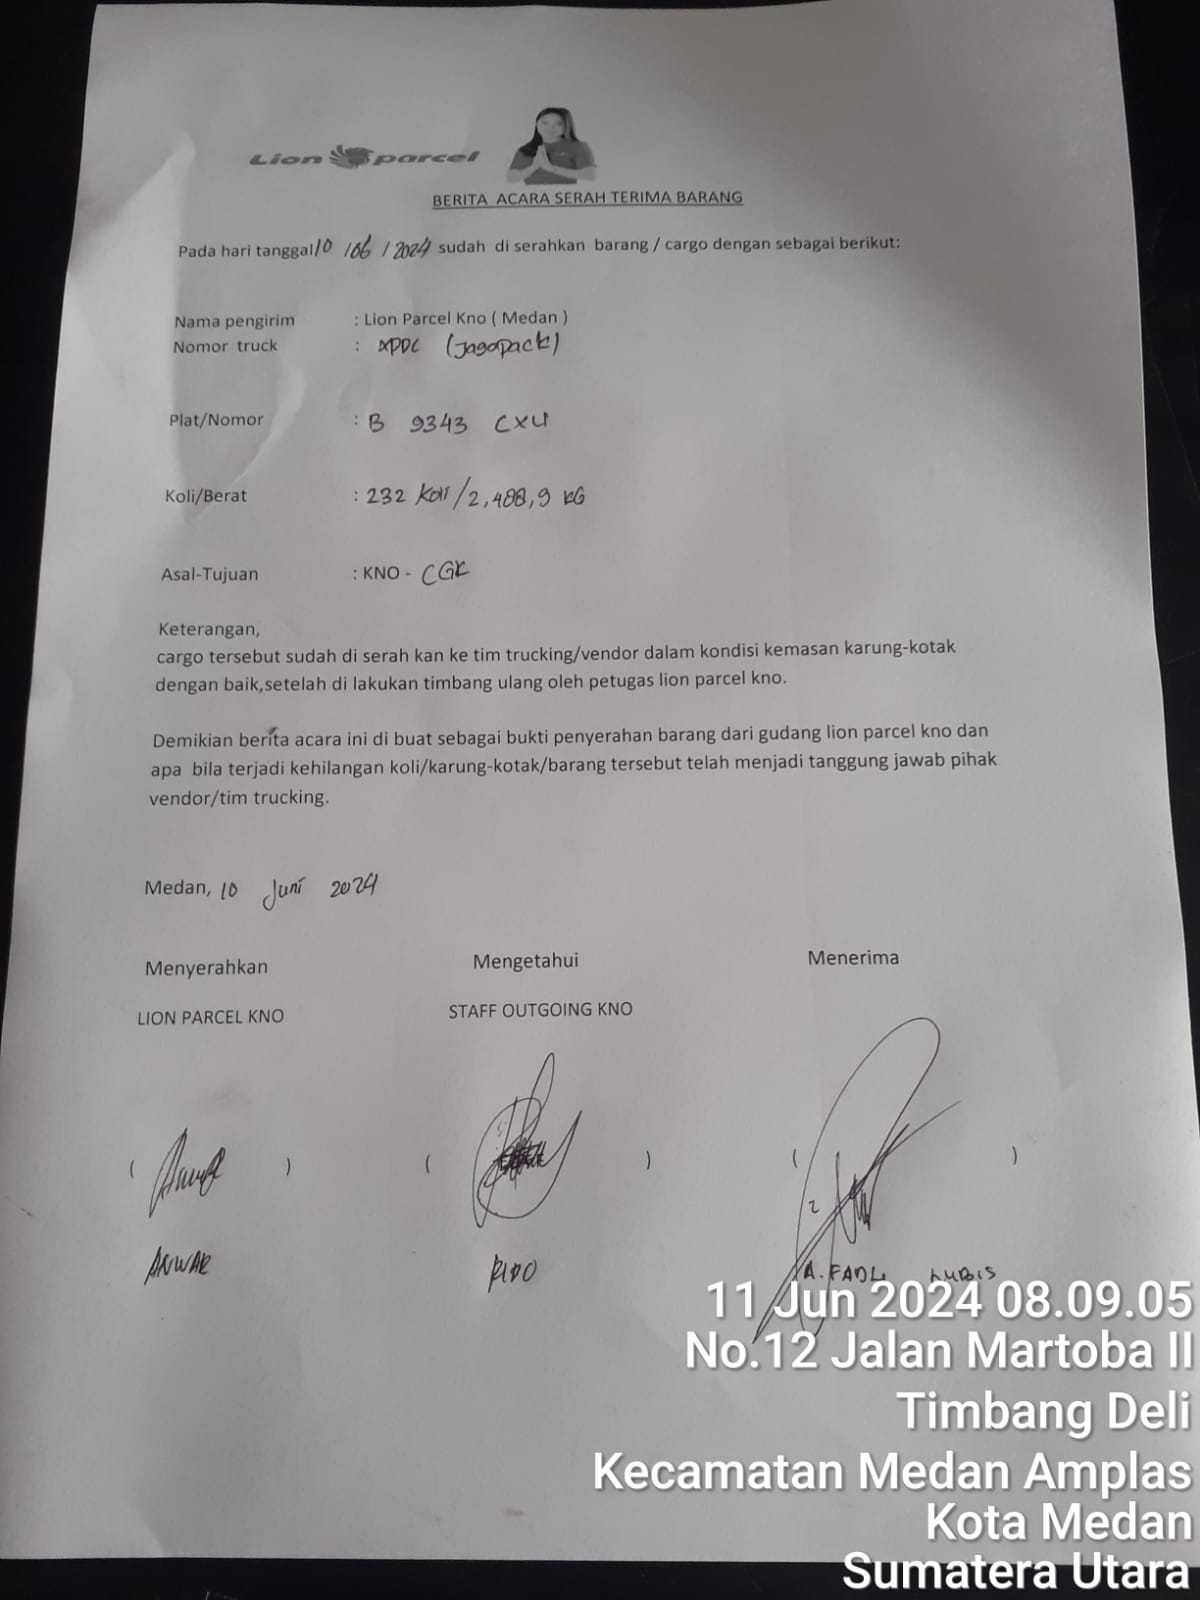 Lion parcel
BERITA ACARA SERAH TERIMA BARANG
Pada hari tanggal 10 / 06 / 2024 sudah di serahkan barang / cargo dengan sebagai berikut:
Nama pengirim : Lion Parcel Kno ( Medan )
Nomor truck : (Jagopack)
Plat/Nomor : B 9343 CXU
Koli/Berat : 232 Koli / 2,488,9 KG
Asal-Tujuan : KNO - CGK
Keterangan,
cargo tersebut sudah di serah kan ke tim trucking/vendor dalam kondisi kemasan karung-kotak
dengan baik,setelah di lakukan timbang ulang oleh petugas lion parcel kno.
Demikian berita acara ini di buat sebagai bukti penyerahan barang dari gudang lion parcel kno dan
apa bila terjadi kehilangan koli/karung-kotak/barang tersebut telah menjadi tanggung jawab pihak
vendor/tim trucking.
Medan, 10 Juni 2024
Menyerahkan Mengetahui Menerima
LION PARCEL KNO STAFF OUTGOING KNO
( ) ( ) ( )
ANWAR RIDO A. FADLI LUBIS
11 Jun 2024 08.09.05
No.12 Jalan Martoba II
Timbang Deli
Kecamatan Medan Amplas
Kota Medan
Sumatera Utara